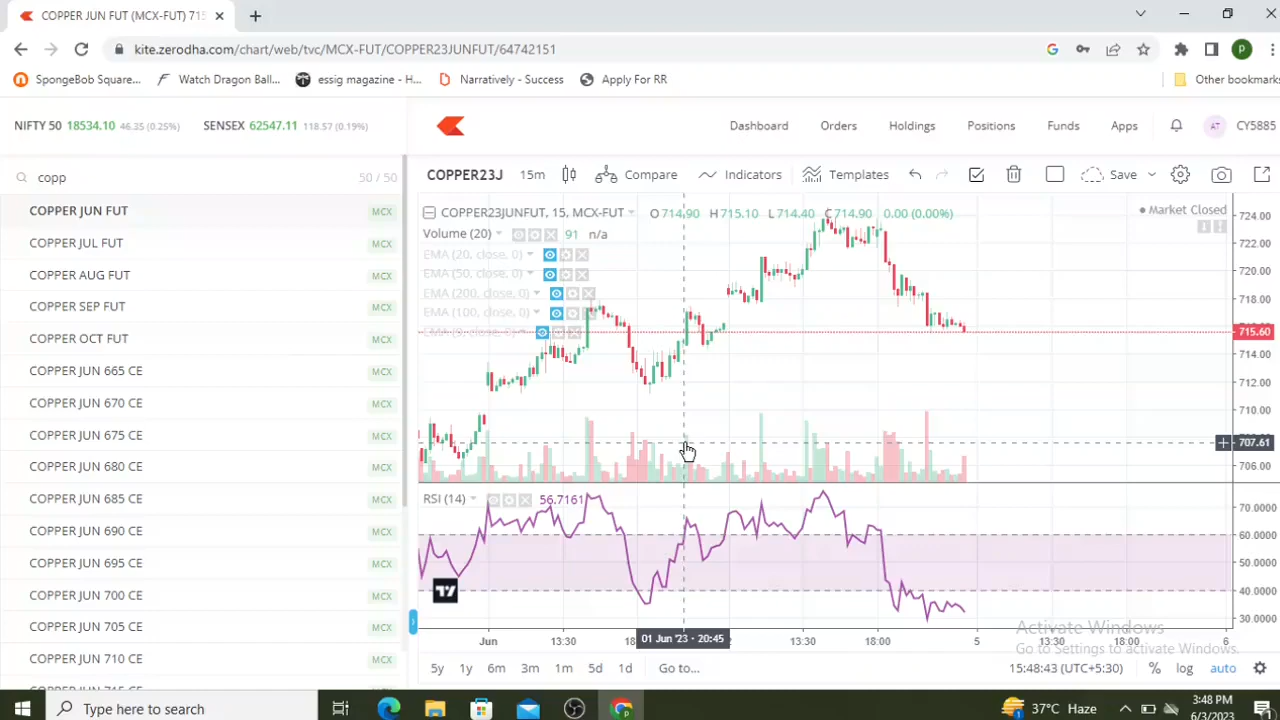 COPPER JUN FUT (MCX-FUT) 715
kite.zerodha.com/chart/web/tvc/MCX-FUT/COPPER23JUNFUT/64742151
P
SpongeBob Square... Watch Dragon Ball... essig magazine - H... Narratively - Success Apply For RR Other bookmarks
NIFTY 50 18534.10 46.35 (0.25%) SENSEX 62547.11 118.57 (0.19%) Dashboard Orders Holdings Positions Funds Apps AT CY5885
copp 50 / 50
COPPER23J 15m Compare Indicators Templates Save
COPPER JUN FUT MCX
COPPER JUL FUT MCX
COPPER AUG FUT MCX
COPPER SEP FUT MCX
COPPER OCT FUT MCX
COPPER JUN 665 CE MCX
COPPER JUN 670 CE MCX
COPPER JUN 675 CE MCX
COPPER JUN 680 CE MCX
COPPER JUN 685 CE MCX
COPPER JUN 690 CE MCX
COPPER JUN 695 CE MCX
COPPER JUN 700 CE MCX
COPPER JUN 705 CE MCX
COPPER JUN 710 CE MCX
COPPER JUN 715 CE MCX
COPPER23JUNFUT, 15, MCX-FUT O714.90 H715.10 L714.40 C714.90 0.00 (0.00%) Market Closed
Volume (20) 91 n/a
EMA (20, close, 0)
EMA (50, close, 0)
EMA (200, close, 0)
EMA (100, close, 0)
724.00
722.00
720.00
718.00
715.60
714.00
712.00
710.00
707.61
706.00
RSI (14) 56.7161
70.0000
60.0000
50.0000
40.0000
30.0000
Jun 13:30 01 Jun '23 - 20:45 13:30 18:00 5 13:30 18:00 6
5y 1y 6m 3m 1m 5d 1d Go to... 15:48:43 (UTC+5:30) % log auto
Activate Windows
Go to Settings to activate Windows.
Type here to search 37°C Haze 3:48 PM
6/3/2023